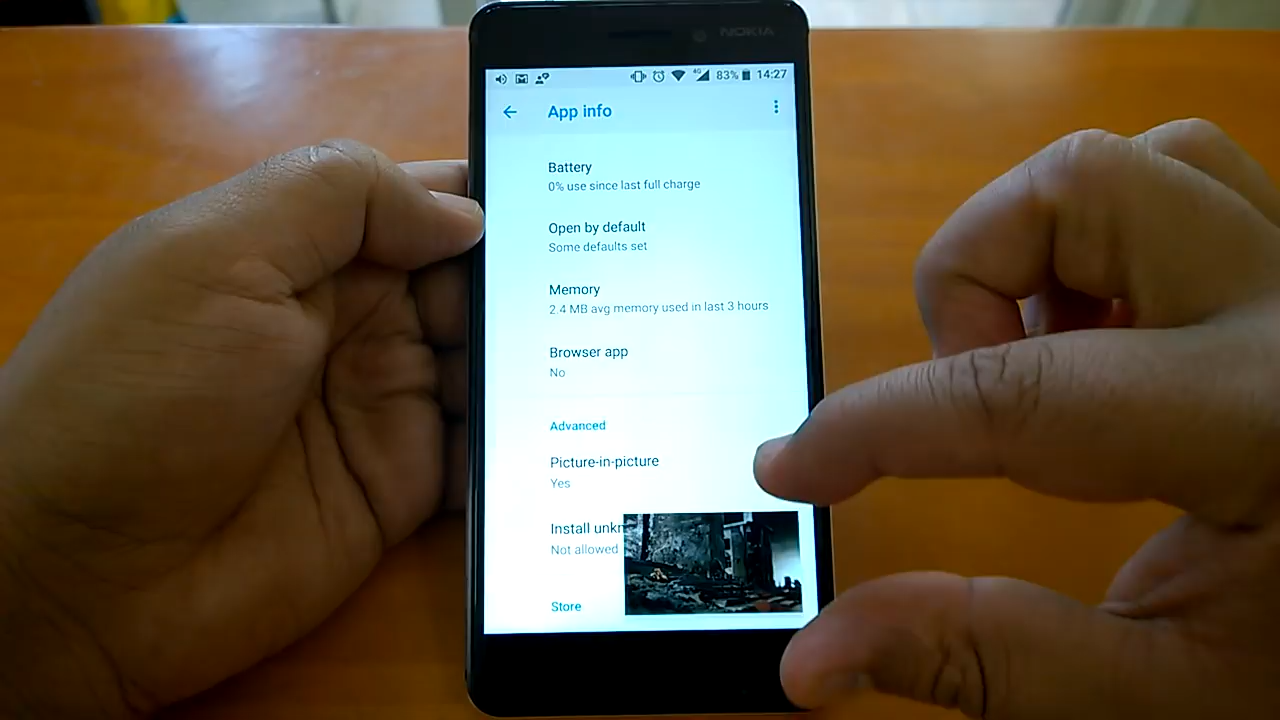 NOKIA
4G 83% 14:27
App info
Battery
0% use since last full charge
Open by default
Some defaults set
Memory
2.4 MB avg memory used in last 3 hours
Browser app
No
Advanced
Picture-in-picture
Yes
Install unkn
Not allowed
Store